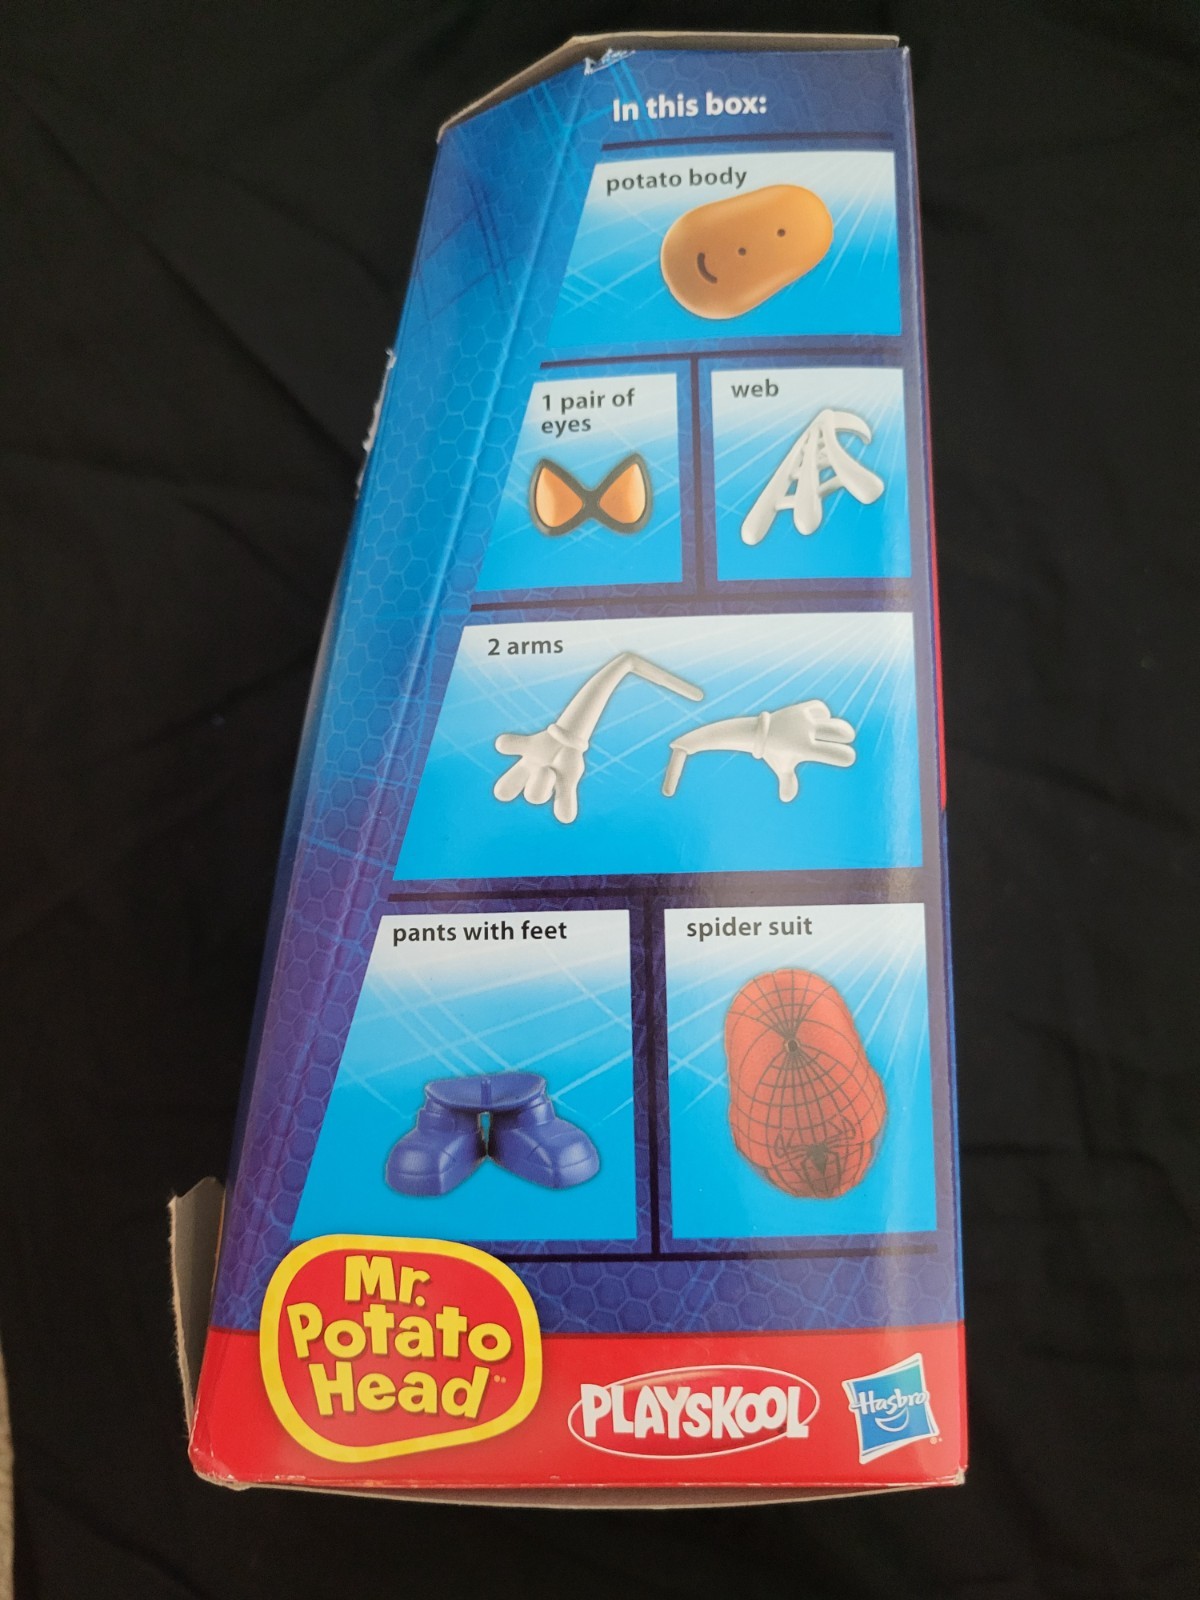 In this box:
potato body
1 pair of
eyes
web
2 arms
pants with feet
spider suit
Mr.
Potato
Head
PLAYSKOOL
Hasbro